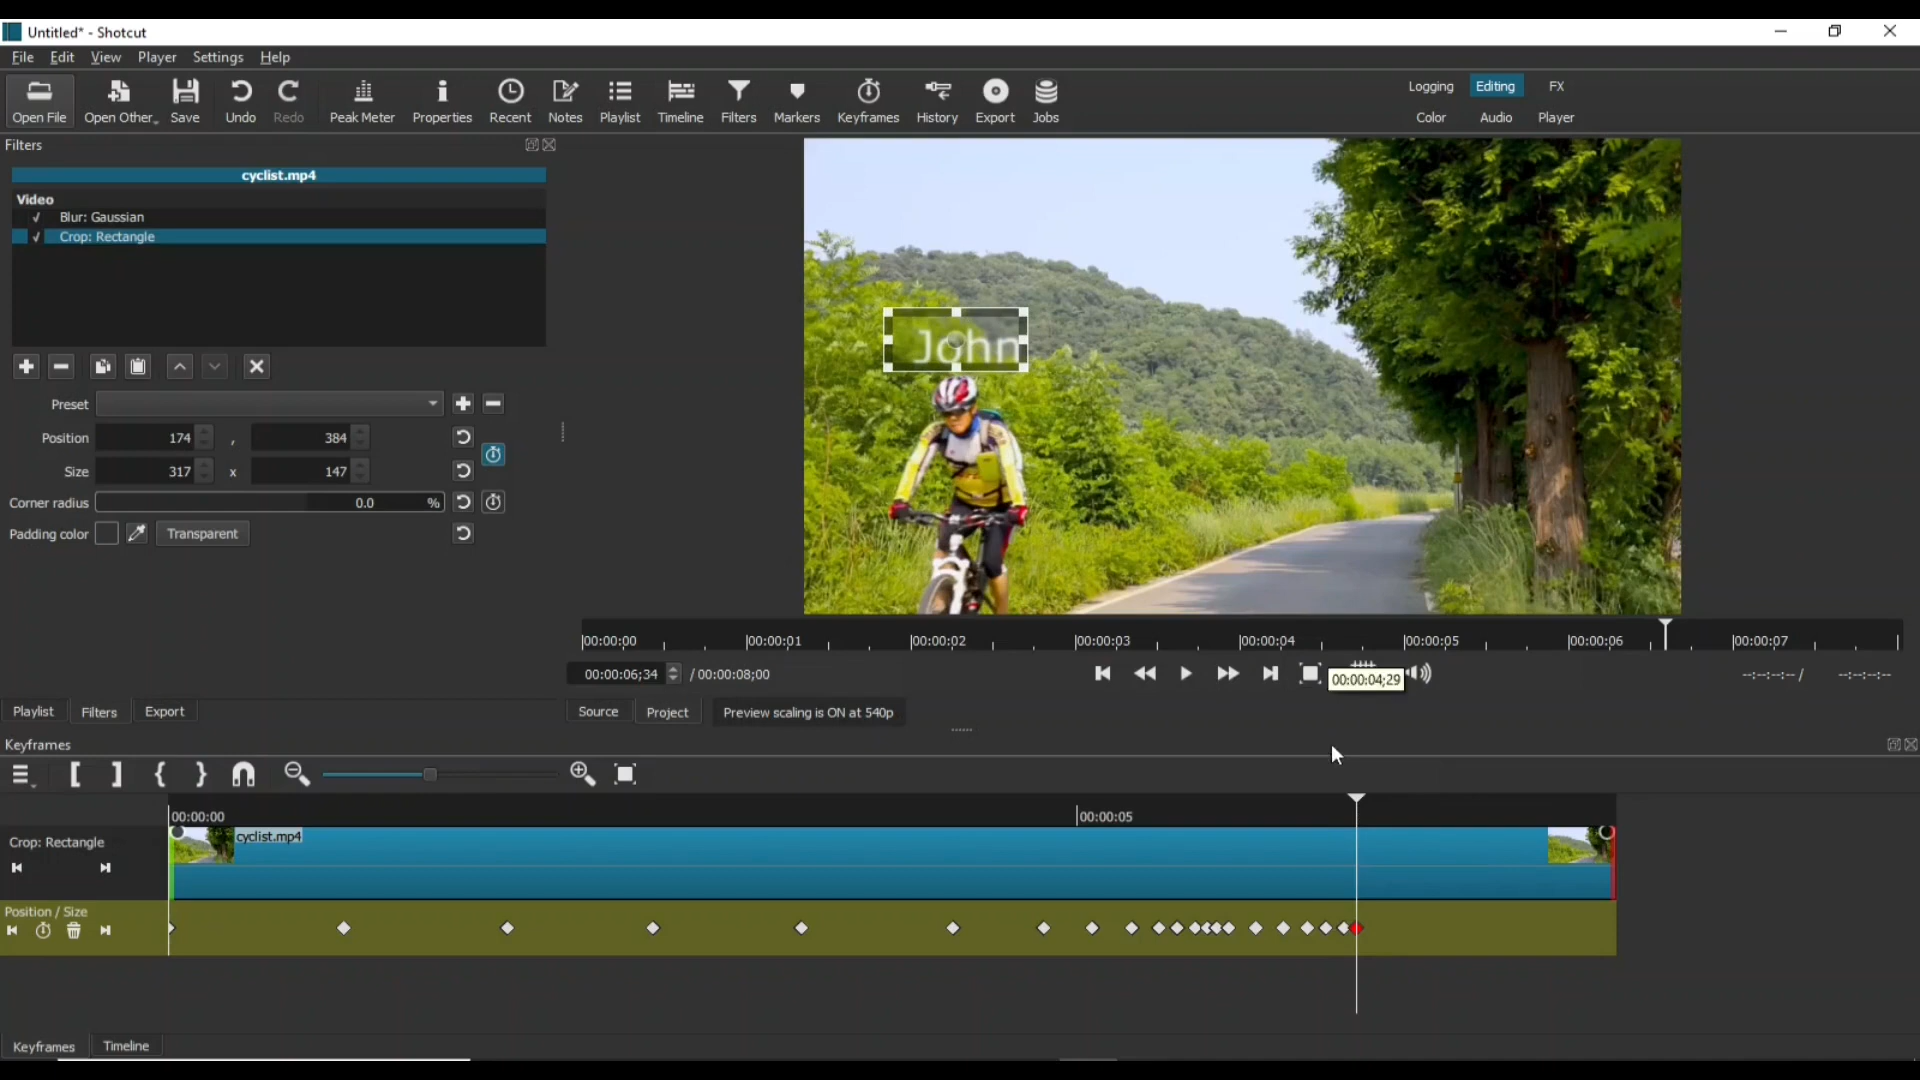 Untitled* - Shotcut
File Edit View Player Settings Help
Open File Open Other Save Undo Redo Peak Meter Properties Recent Notes Playlist Timeline Filters Markers Keyframes History Export Jobs
Logging Editing FX
Color Audio Player
Filters
cyclist.mp4
Video
✓ Blur: Gaussian
✓ Crop: Rectangle
Preset
Position 174 , 384
Size 317 x 147
Corner radius 0.0 %
Padding color Transparent
John
00:00:00 00:00:01 00:00:02 00:00:03 00:00:04 00:00:05 00:00:06 00:00:07
00:00:06;34 / 00:00:08;00
00:00:04;29
--:--:--:-- / --:--:--:--
Playlist Filters Export
Source Project Preview scaling is ON at 540p
Keyframes
00:00:00 00:00:05
Crop: Rectangle
cyclist.mp4
Position / Size
Keyframes Timeline